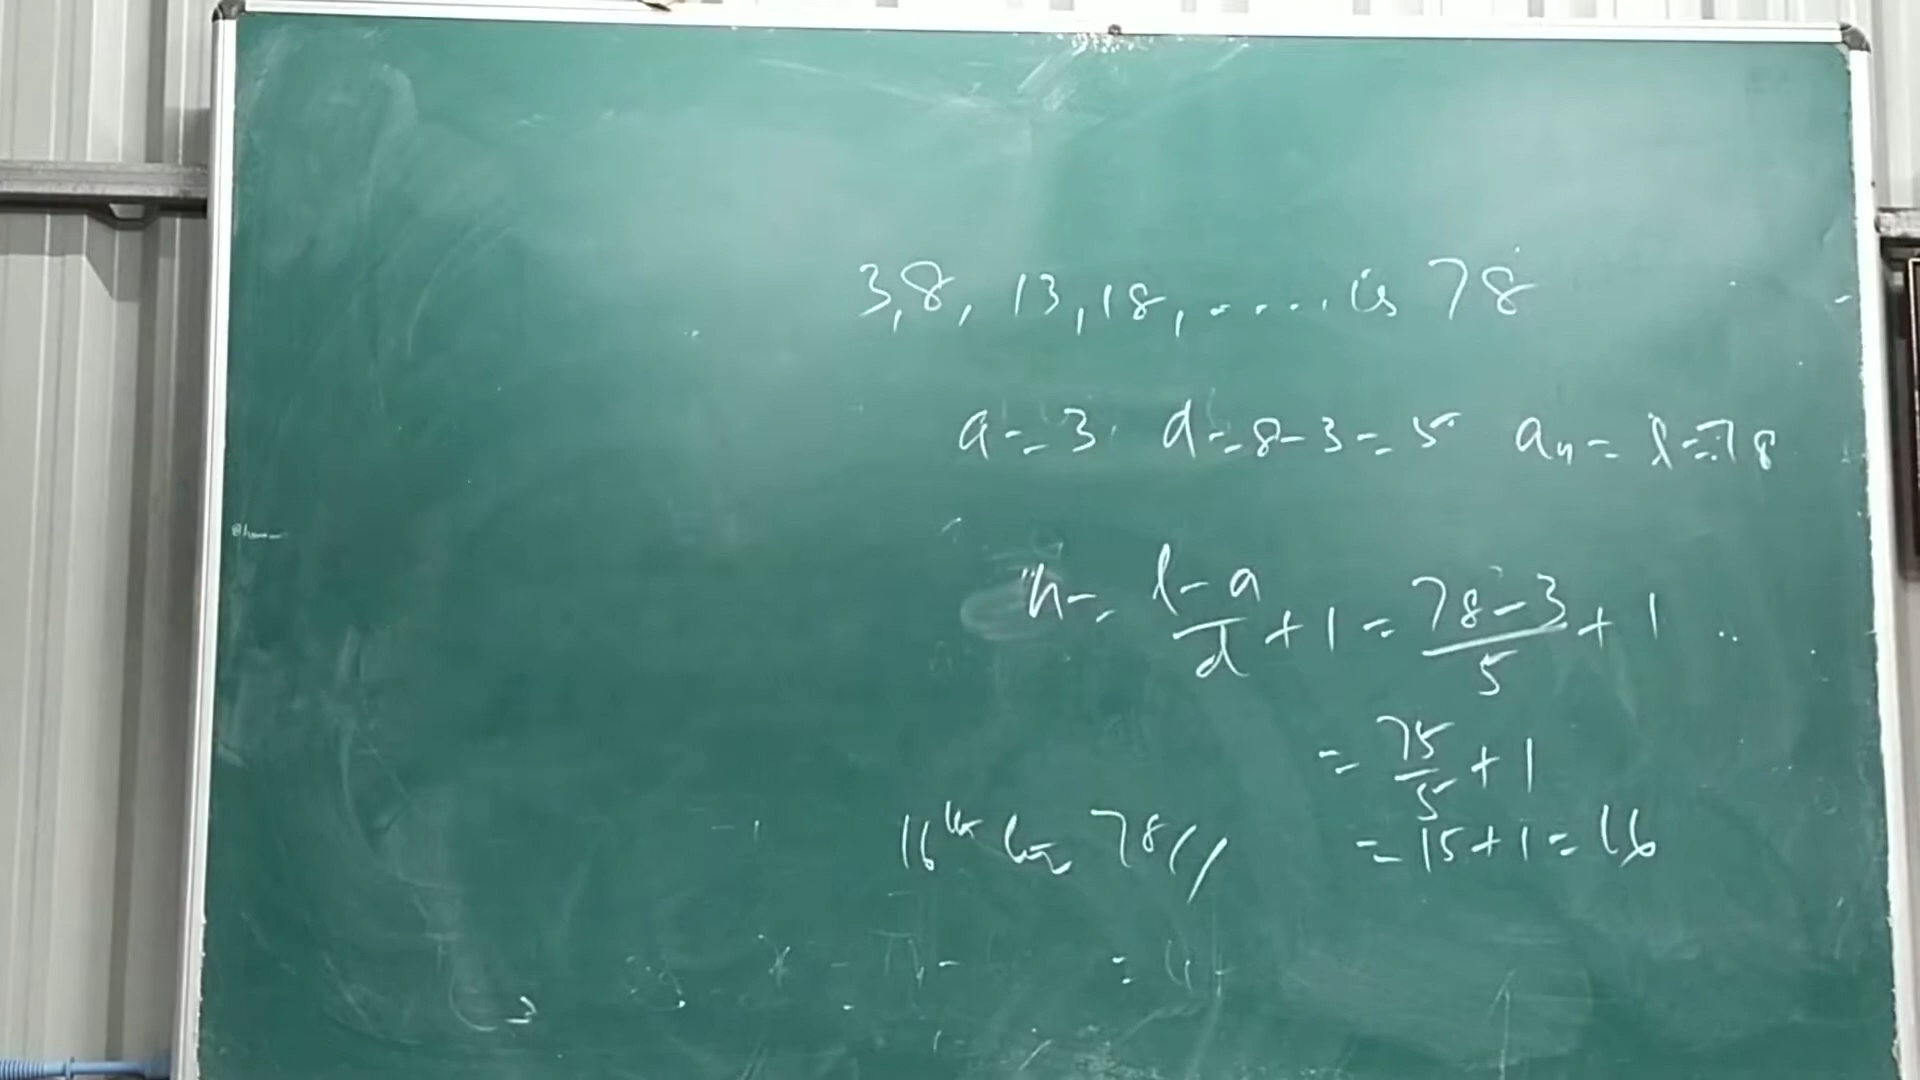 3,8, 13,18, ..... is 78
a = 3 d = 8-3 = 5 aₙ = l = 78
n = (l-a)/d + 1 = (78-3)/5 + 1
= 75/5 + 1
= 15+1 = 16
16th 78//